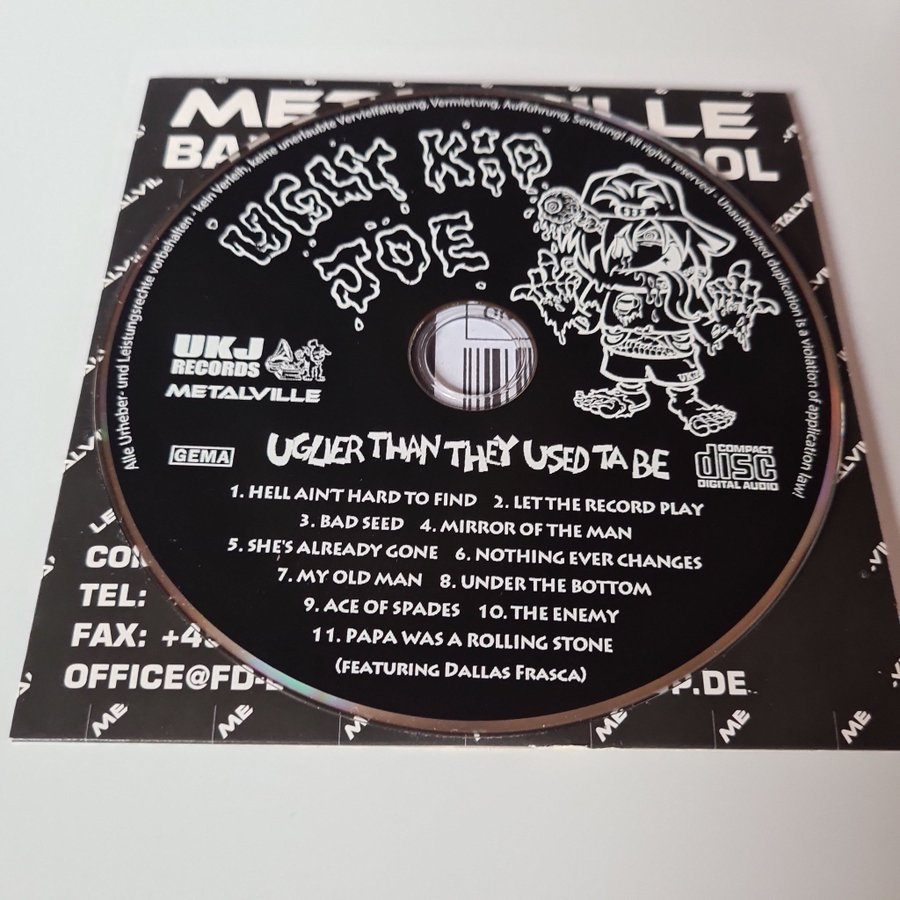 UGLY KID
JOE
Alle Urheber- und Leistungsrechte vorbehalten - kein Verleih, keine unerlaubte Vervielfältigung, Vermietung, Aufführung, Sendung! All rights reserved - Unauthorized duplication is a violation of application law!
UKJ
RECORDS
METALVILLE
GEMA
UGLIER THAN THEY USED TA BE
COMPACT
disc
DIGITAL AUDIO
1. HELL AIN'T HARD TO FIND 2. LET THE RECORD PLAY
3. BAD SEED 4. MIRROR OF THE MAN
5. SHE'S ALREADY GONE 6. NOTHING EVER CHANGES
7. MY OLD MAN 8. UNDER THE BOTTOM
9. ACE OF SPADES 10. THE ENEMY
11. PAPA WAS A ROLLING STONE
(FEATURING DALLAS FRASCA)
TEL:
FAX: